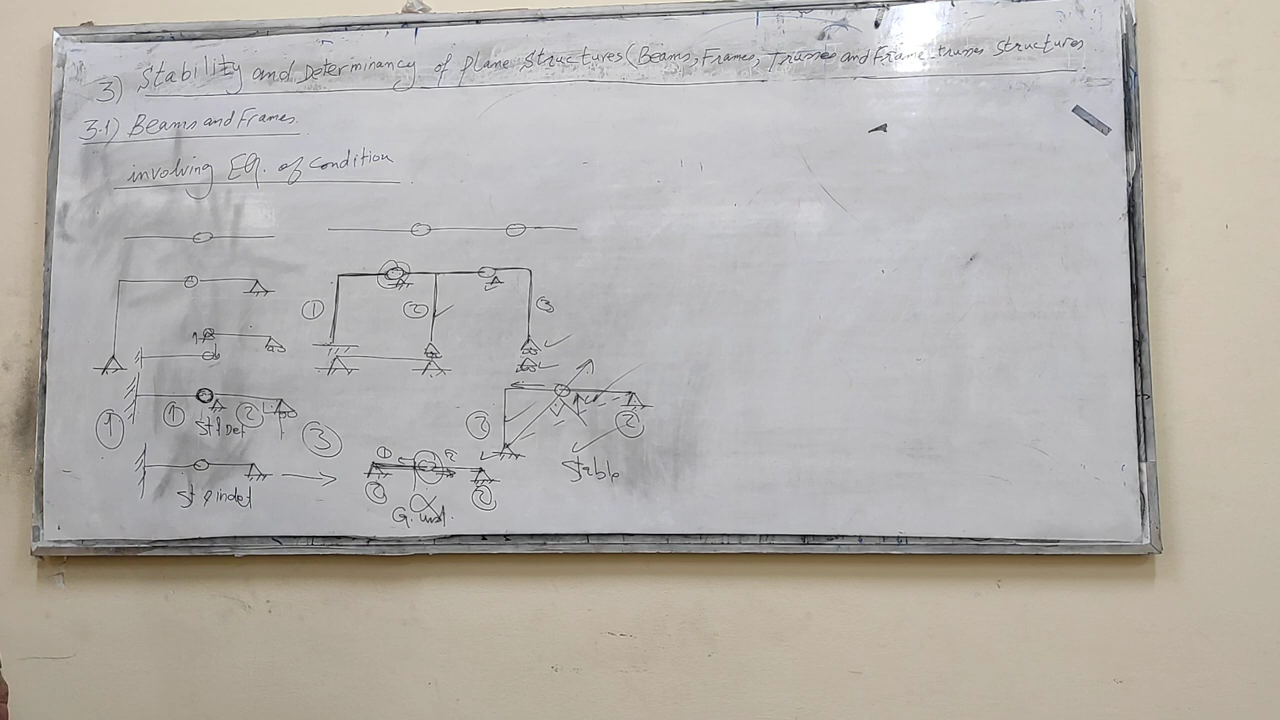 3) Stability and Determinancy of plane structures (Beams, Frames, Trusses and Frame-trusses structures
3.1) Beams and Frames.
involving EQ. of Condition
① ② ③
① ① ② ③
St & Det
③ ②
Stable
① ②
① ②
St & indet
G. unst.